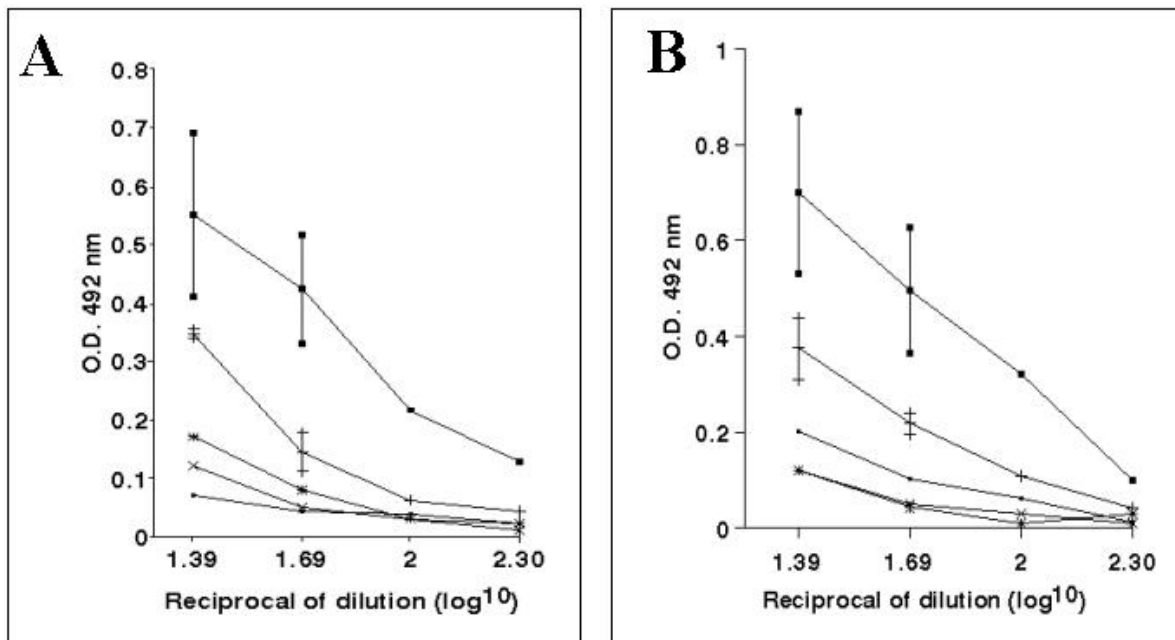 A
0.8
0.7
0.6
0.5
0.4
0.3
0.2
0.1
0
O.D. 492 nm
1.39 1.69 2 2.30
Reciprocal of dilution (log10)
B
1
0.8
0.6
0.4
0.2
0
O.D. 492 nm
1.39 1.69 2 2.30
Reciprocal of dilution (log10)